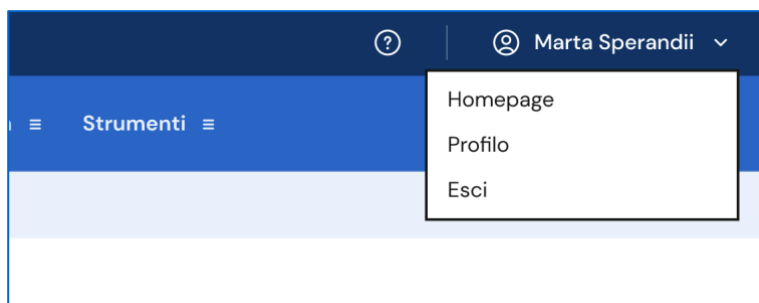 Marta Sperandii
Strumenti
Homepage
Profilo
Esci